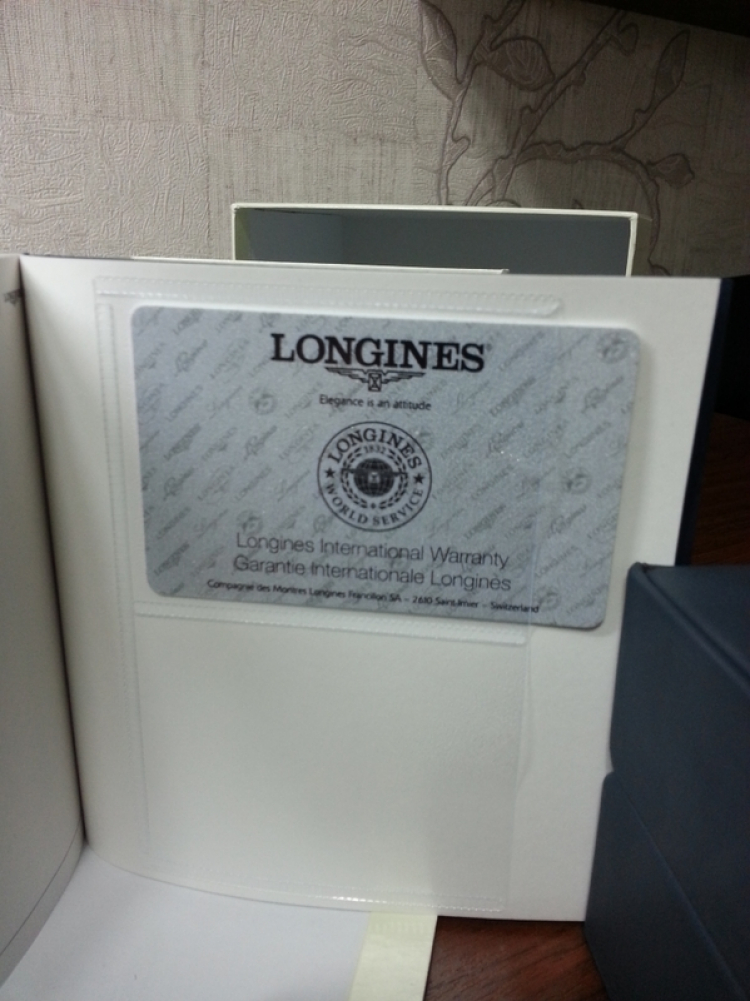 LONGINES
Elegance is an attitude
LONGINES
1832
WORLD SERVICE
Longines International Warranty
Garantie Internationale Longines
Compagnie des Montres Longines Francillon SA – 2610 Saint-Imier – Switzerland